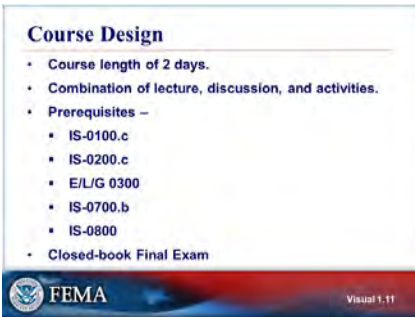 Course Design
• Course length of 2 days.
• Combination of lecture, discussion, and activities.
• Prerequisites –
▪ IS-0100.c
▪ IS-0200.c
▪ E/L/G 0300
▪ IS-0700.b
▪ IS-0800
• Closed-book Final Exam
FEMA
Visual 1.11